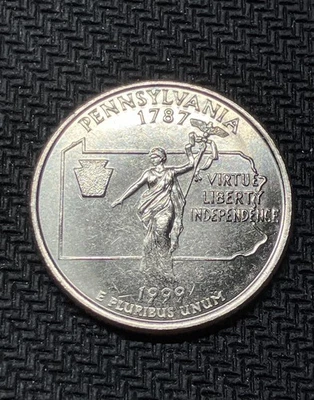 PENNSYLVANIA
1787
VIRTUE
LIBERTY
INDEPENDENCE
1999
E PLURIBUS UNUM